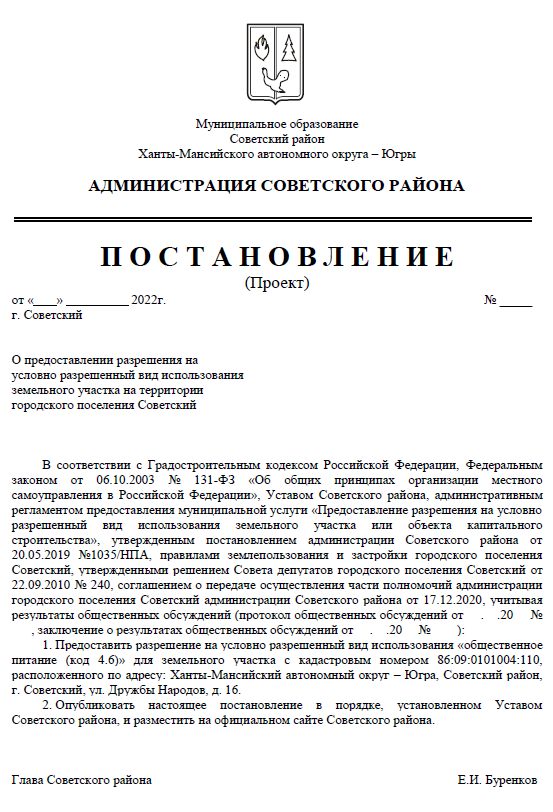 Муниципальное образование
Советский район
Ханты-Мансийского автономного округа – Югры
АДМИНИСТРАЦИЯ СОВЕТСКОГО РАЙОНА
П О С Т А Н О В Л Е Н И Е
(Проект)
от «____» __________ 2022г. № _____
г. Советский
О предоставлении разрешения на
условно разрешенный вид использования
земельного участка на территории
городского поселения Советский
В соответствии с Градостроительным кодексом Российской Федерации, Федеральным
законом от 06.10.2003 № 131-ФЗ «Об общих принципах организации местного
самоуправления в Российской Федерации», Уставом Советского района, административным
регламентом предоставления муниципальной услуги «Предоставление разрешения на условно
разрешенный вид использования земельного участка или объекта капитального
строительства», утвержденным постановлением администрации Советского района от
20.05.2019 №1035/НПА, правилами землепользования и застройки городского поселения
Советский, утвержденными решением Совета депутатов городского поселения Советский от
22.09.2010 № 240, соглашением о передаче осуществления части полномочий администрации
городского поселения Советский администрации Советского района от 17.12.2020, учитывая
результаты общественных обсуждений (протокол общественных обсуждений от . .20 №
, заключение о результатах общественных обсуждений от . .20 № ):
1. Предоставить разрешение на условно разрешенный вид использования «общественное
питание (код 4.6)» для земельного участка с кадастровым номером 86:09:0101004:110,
расположенного по адресу: Ханты-Мансийский автономный округ – Югра, Советский район,
г. Советский, ул. Дружбы Народов, д. 16.
2. Опубликовать настоящее постановление в порядке, установленном Уставом
Советского района, и разместить на официальном сайте Советского района.
Глава Советского района Е.И. Буренков